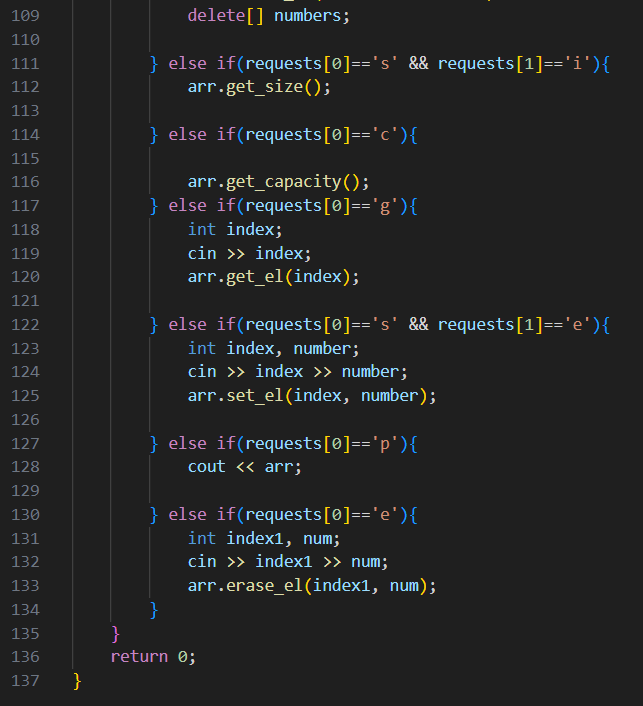 109 delete[] numbers;
110
111 } else if(requests[0]=='s' && requests[1]=='i'){
112 arr.get_size();
113
114 } else if(requests[0]=='c'){
115
116 arr.get_capacity();
117 } else if(requests[0]=='g'){
118 int index;
119 cin >> index;
120 arr.get_el(index);
121
122 } else if(requests[0]=='s' && requests[1]=='e'){
123 int index, number;
124 cin >> index >> number;
125 arr.set_el(index, number);
126
127 } else if(requests[0]=='p'){
128 cout << arr;
129
130 } else if(requests[0]=='e'){
131 int index1, num;
132 cin >> index1 >> num;
133 arr.erase_el(index1, num);
134 }
135 }
136 return 0;
137 }